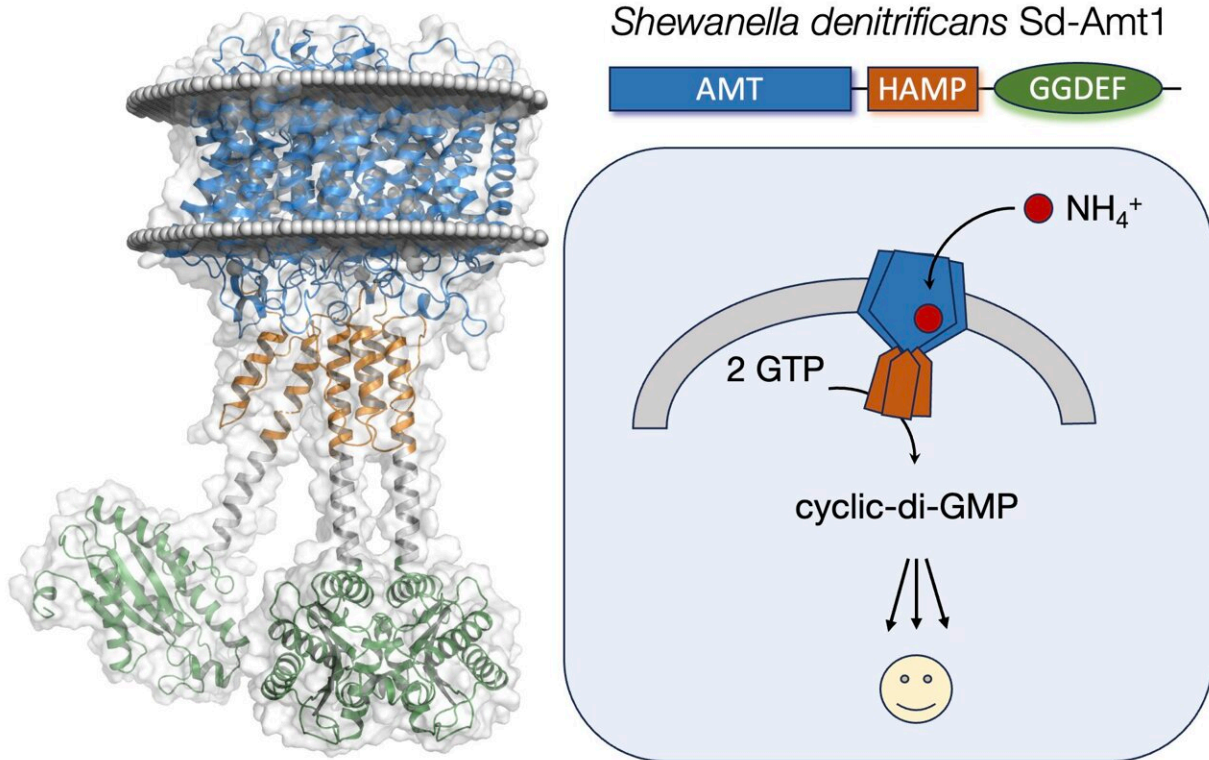 Shewanella denitrificans Sd-Amt1
AMT HAMP GGDEF
NH₄⁺
2 GTP
cyclic-di-GMP